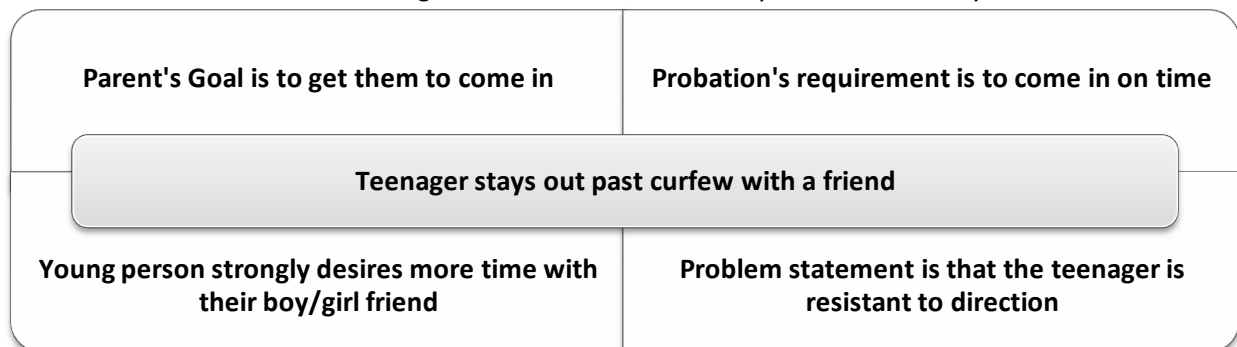 Parent's Goal is to get them to come in
Probation's requirement is to come in on time
Teenager stays out past curfew with a friend
Young person strongly desires more time with
their boy/girl friend
Problem statement is that the teenager is
resistant to direction